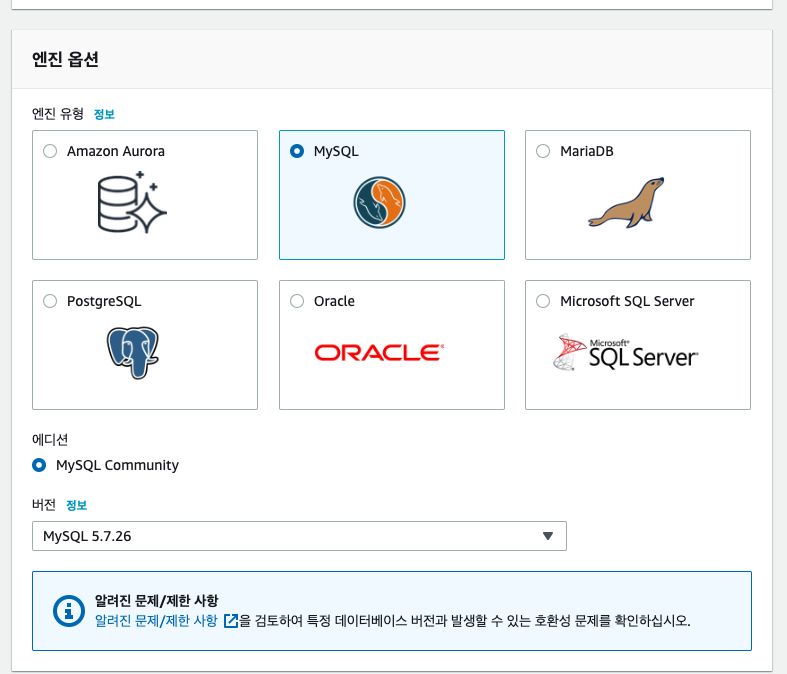 엔진 옵션
엔진 유형 정보
Amazon Aurora
MySQL
MariaDB
PostgreSQL
Oracle
Microsoft SQL Server
ORACLE®
Microsoft®
SQL Server®
에디션
MySQL Community
버전 정보
MySQL 5.7.26
알려진 문제/제한 사항
알려진 문제/제한 사항 을 검토하여 특정 데이터베이스 버전과 발생할 수 있는 호환성 문제를 확인하십시오.